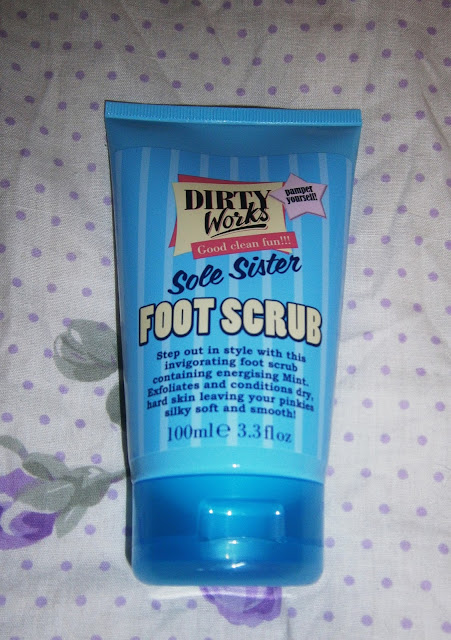 DIRTY
Works
pamper
yourself!
Good clean fun!!!
Sole Sister
FOOT SCRUB
Step out in style with this
invigorating foot scrub
containing energising Mint.
Exfoliates and conditions dry,
hard skin leaving your pinkies
silky soft and smooth!
100ml ℮ 3.3fl oz